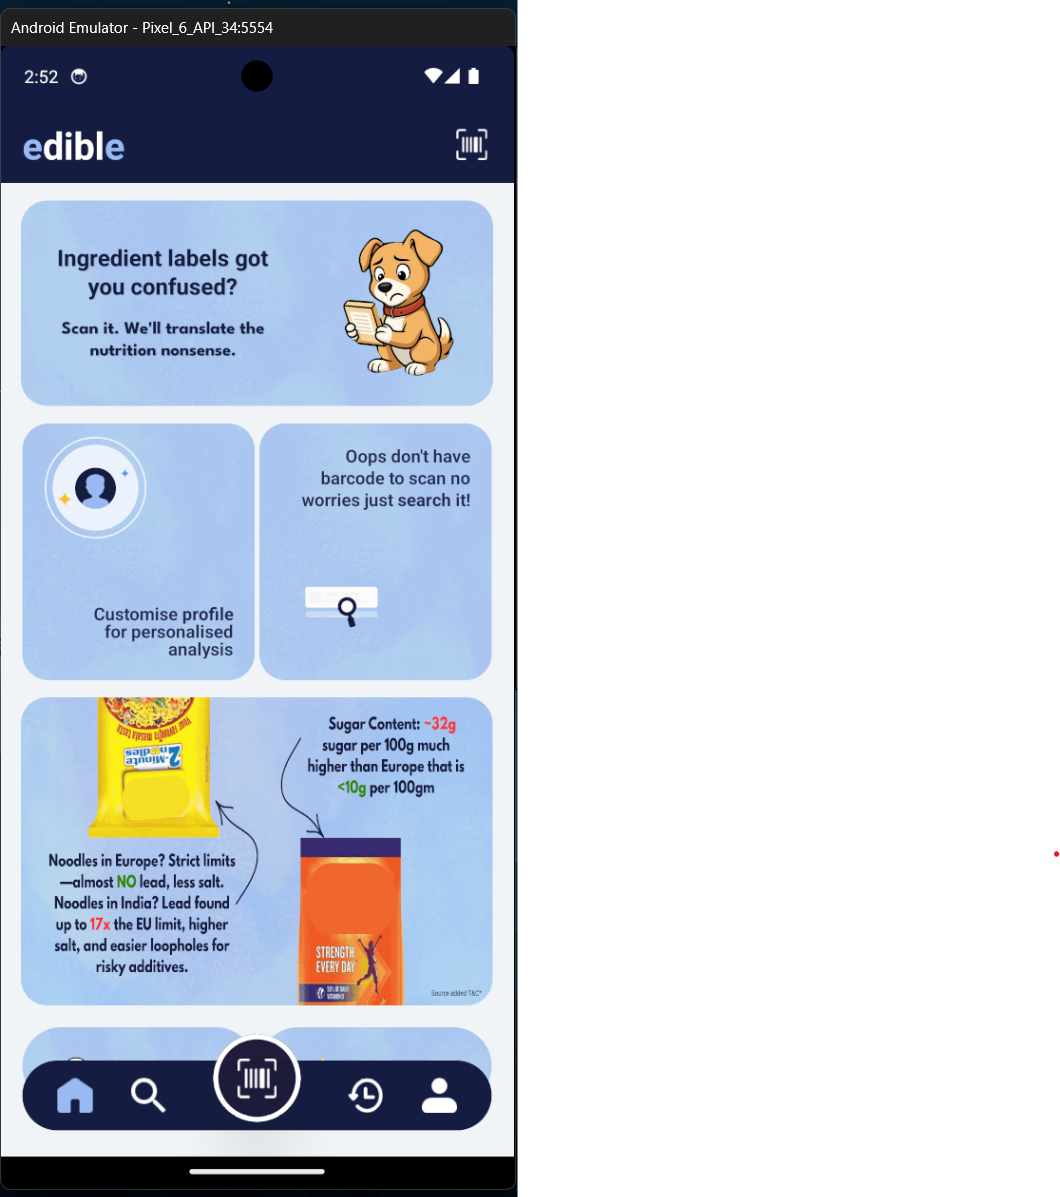 Android Emulator - Pixel_6_API_34:5554
2:52
edible
Ingredient labels got
you confused?
Scan it. We'll translate the
nutrition nonsense.
Customise profile
for personalised
analysis
Oops don't have
barcode to scan no
worries just search it!
Your favourite masala taste
2-Minute
noodles
Noodles in Europe? Strict limits
—almost NO lead, less salt.
Noodles in India? Lead found
up to 17x the EU limit, higher
salt, and easier loopholes for
risky additives.
Sugar Content: ~32g
sugar per 100g much
higher than Europe that is
<10g per 100gm
STRENGTH
EVERY DAY
50% OF DAILY
VITAMIN D
Source added T&C*